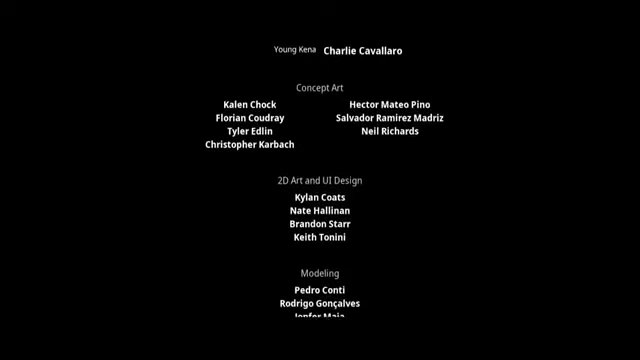 Young Kena Charlie Cavallaro
Concept Art
Kalen Chock Hector Mateo Pino
Florian Coudray Salvador Ramirez Madriz
Tyler Edlin Neil Richards
Christopher Karbach
2D Art and UI Design
Kylan Coats
Nate Hallinan
Brandon Starr
Keith Tonini
Modeling
Pedro Conti
Rodrigo Gonçalves